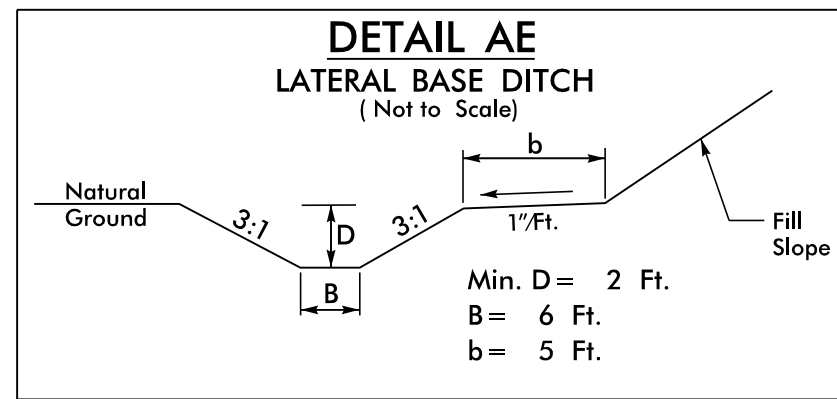 DETAIL AE
LATERAL BASE DITCH
( Not to Scale)
b
Natural
Ground
3:1
D
3:1
1"/Ft.
Fill
Slope
B
Min. D= 2 Ft.
B= 6 Ft.
b= 5 Ft.